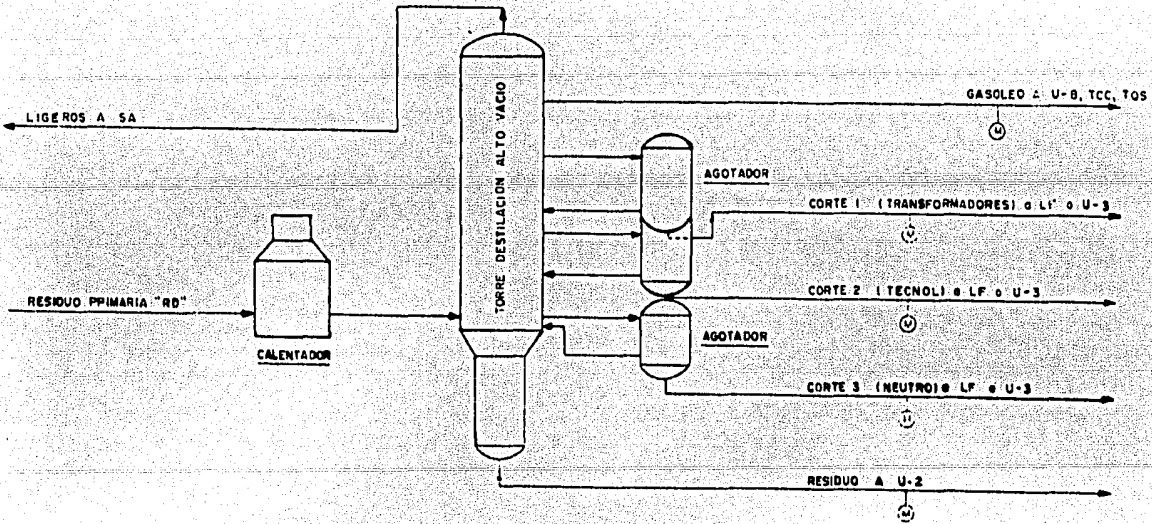 GASOLEO A U-8, TCC, TOS
M
LIGEROS A SA
TORRE DESTILACION ALTO VACIO
AGOTADOR
CORTE 1 (TRANSFORMADORES) a LF o U-3
M
RESIDUO PRIMARIA "RD"
CORTE 2 (TECNOL) a LF o U-3
M
AGOTADOR
CALENTADOR
CORTE 3 (NEUTRO) a LF o U-3
RESIDUO A U-2
M